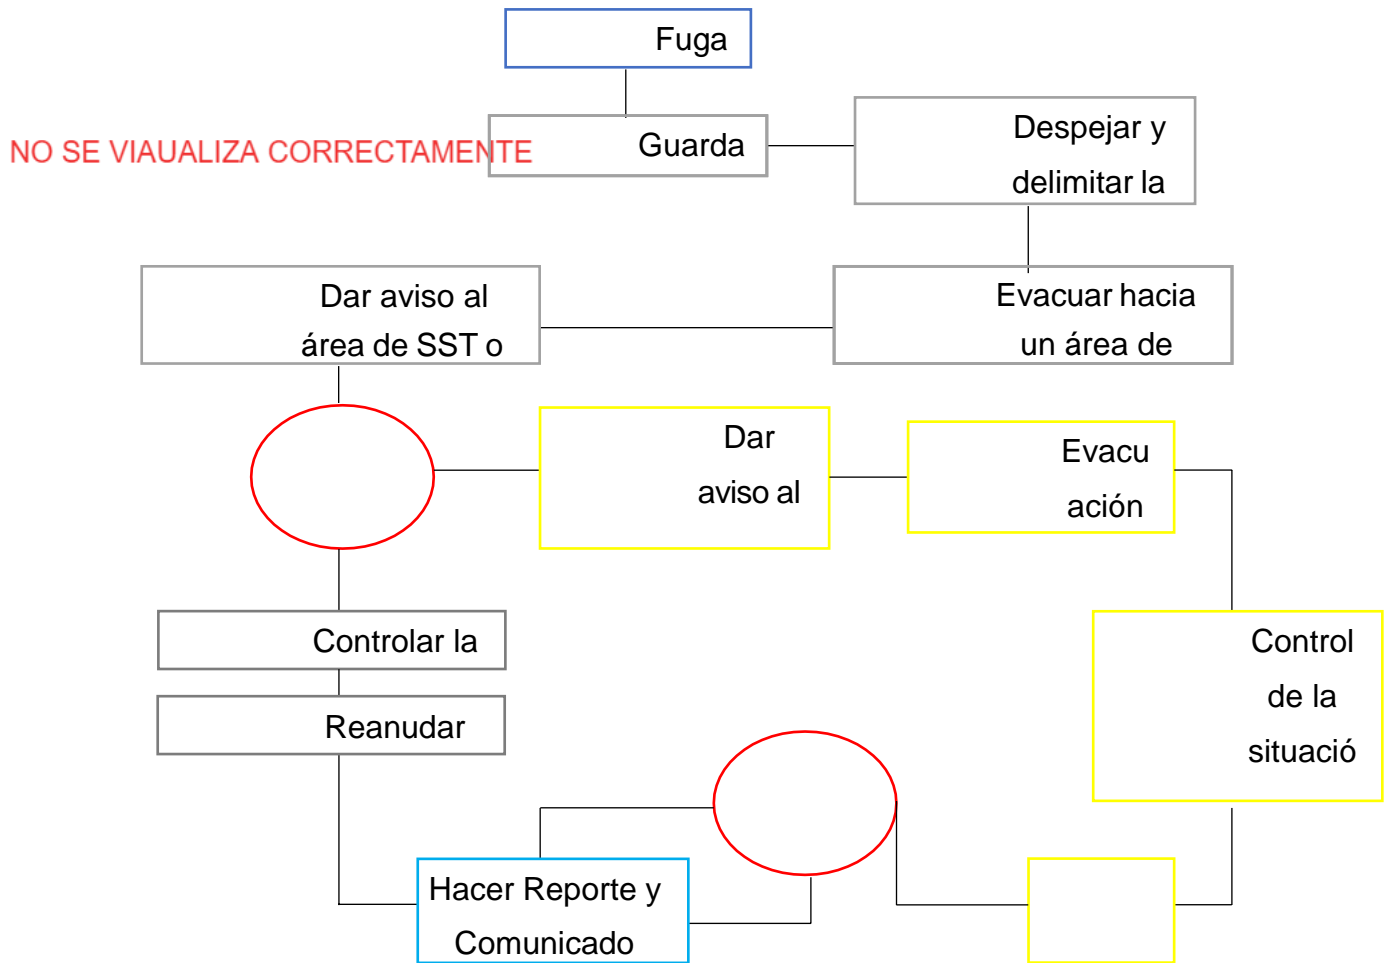 Fuga
NO SE VIAUALIZA CORRECTAMENTE
Guarda
Despejar y
delimitar la
Dar aviso al
área de SST o
Evacuar hacia
un área de
Dar
aviso al
Evacu
ación
Controlar la
Reanudar
Control
de la
situació
Hacer Reporte y
Comunicado